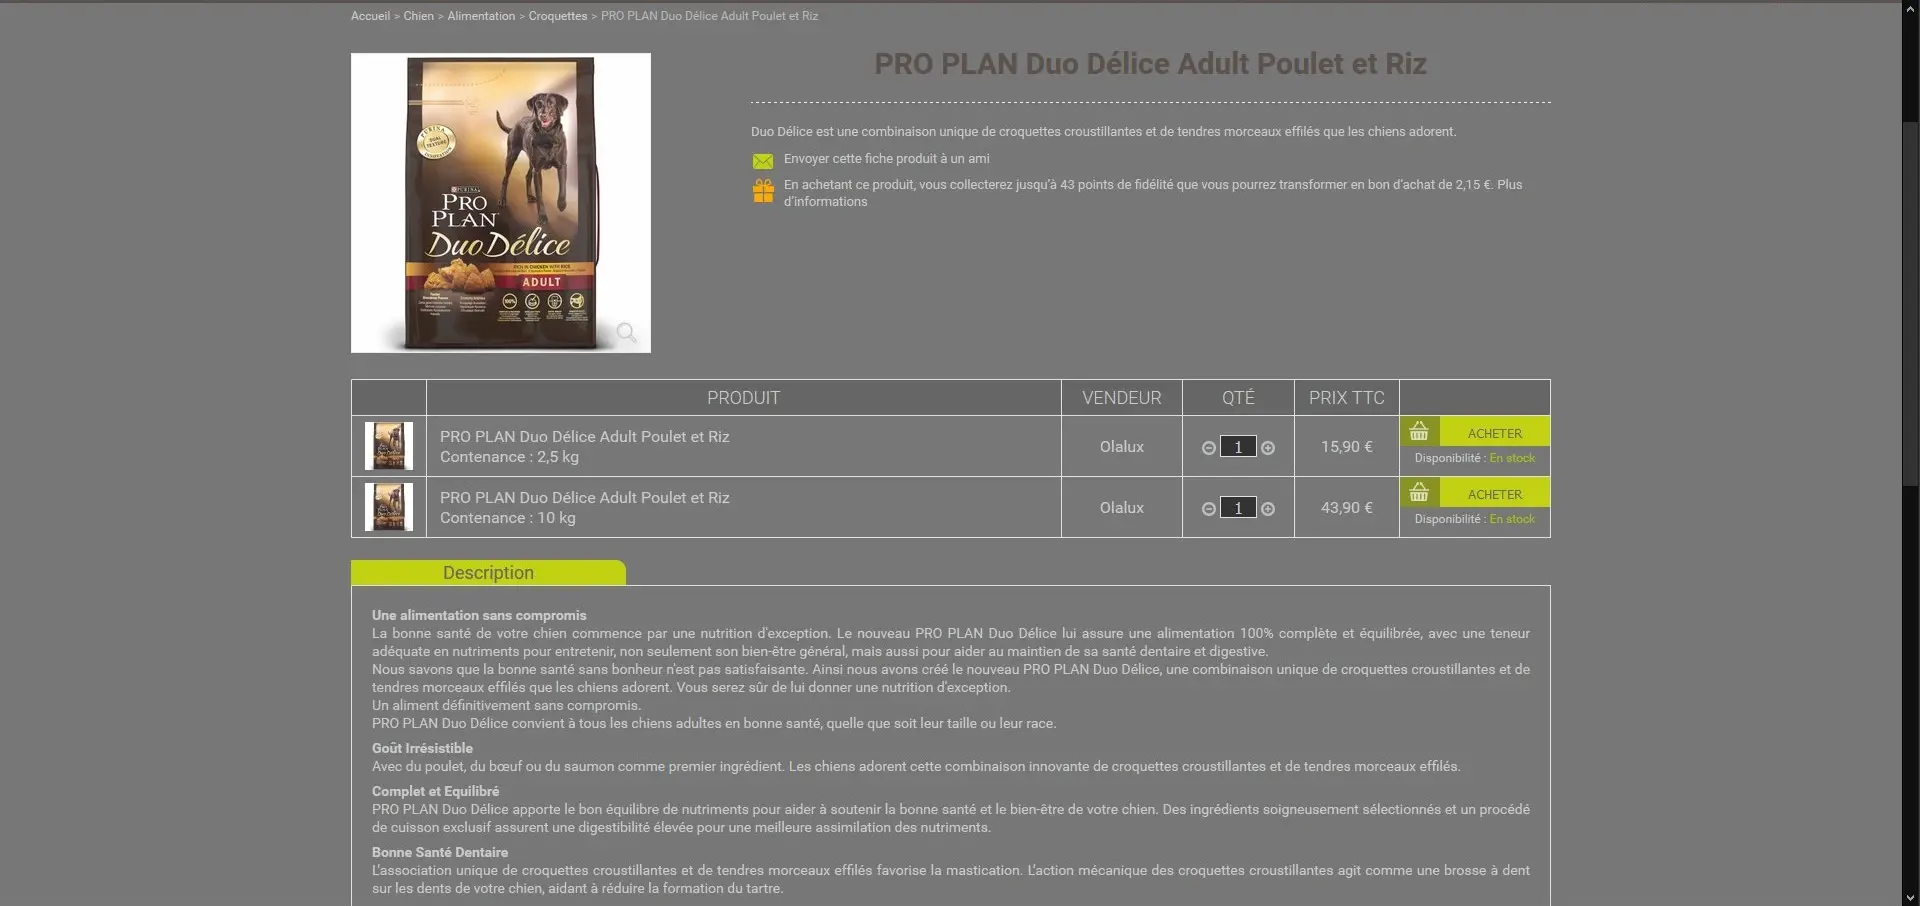 Accueil > Chien > Alimentation > Croquettes > PRO PLAN Duo Délice Adult Poulet et Riz
PURINA
DUAL
TEXTURE
INNOVATION
PURINA
PRO
PLAN
Duo Délice
RICH IN CHICKEN WITH RICE
ADULT
100%
PRO PLAN Duo Délice Adult Poulet et Riz
Duo Délice est une combinaison unique de croquettes croustillantes et de tendres morceaux effilés que les chiens adorent.
Envoyer cette fiche produit à un ami
En achetant ce produit, vous collecterez jusqu’à 43 points de fidélité que vous pourrez transformer en bon d’achat de 2,15 €. Plus
d’informations
PRODUIT VENDEUR QTÉ PRIX TTC
PRO PLAN Duo Délice Adult Poulet et Riz
Contenance : 2,5 kg
Olalux
1
15,90 €
ACHETER
Disponibilité : En stock
PRO PLAN Duo Délice Adult Poulet et Riz
Contenance : 10 kg
Olalux
1
43,90 €
ACHETER
Disponibilité : En stock
Description
Une alimentation sans compromis
La bonne santé de votre chien commence par une nutrition d'exception. Le nouveau PRO PLAN Duo Délice lui assure une alimentation 100% complète et équilibrée, avec une teneur
adéquate en nutriments pour entretenir, non seulement son bien-être général, mais aussi pour aider au maintien de sa santé dentaire et digestive.
Nous savons que la bonne santé sans bonheur n'est pas satisfaisante. Ainsi nous avons créé le nouveau PRO PLAN Duo Délice, une combinaison unique de croquettes croustillantes et de
tendres morceaux effilés que les chiens adorent. Vous serez sûr de lui donner une nutrition d'exception.
Un aliment définitivement sans compromis.
PRO PLAN Duo Délice convient à tous les chiens adultes en bonne santé, quelle que soit leur taille ou leur race.
Goût Irrésistible
Avec du poulet, du bœuf ou du saumon comme premier ingrédient. Les chiens adorent cette combinaison innovante de croquettes croustillantes et de tendres morceaux effilés.
Complet et Equilibré
PRO PLAN Duo Délice apporte le bon équilibre de nutriments pour aider à soutenir la bonne santé et le bien-être de votre chien. Des ingrédients soigneusement sélectionnés et un procédé
de cuisson exclusif assurent une digestibilité élevée pour une meilleure assimilation des nutriments.
Bonne Santé Dentaire
L’association unique de croquettes croustillantes et de tendres morceaux effilés favorise la mastication. L’action mécanique des croquettes croustillantes agit comme une brosse à dent
sur les dents de votre chien, aidant à réduire la formation du tartre.